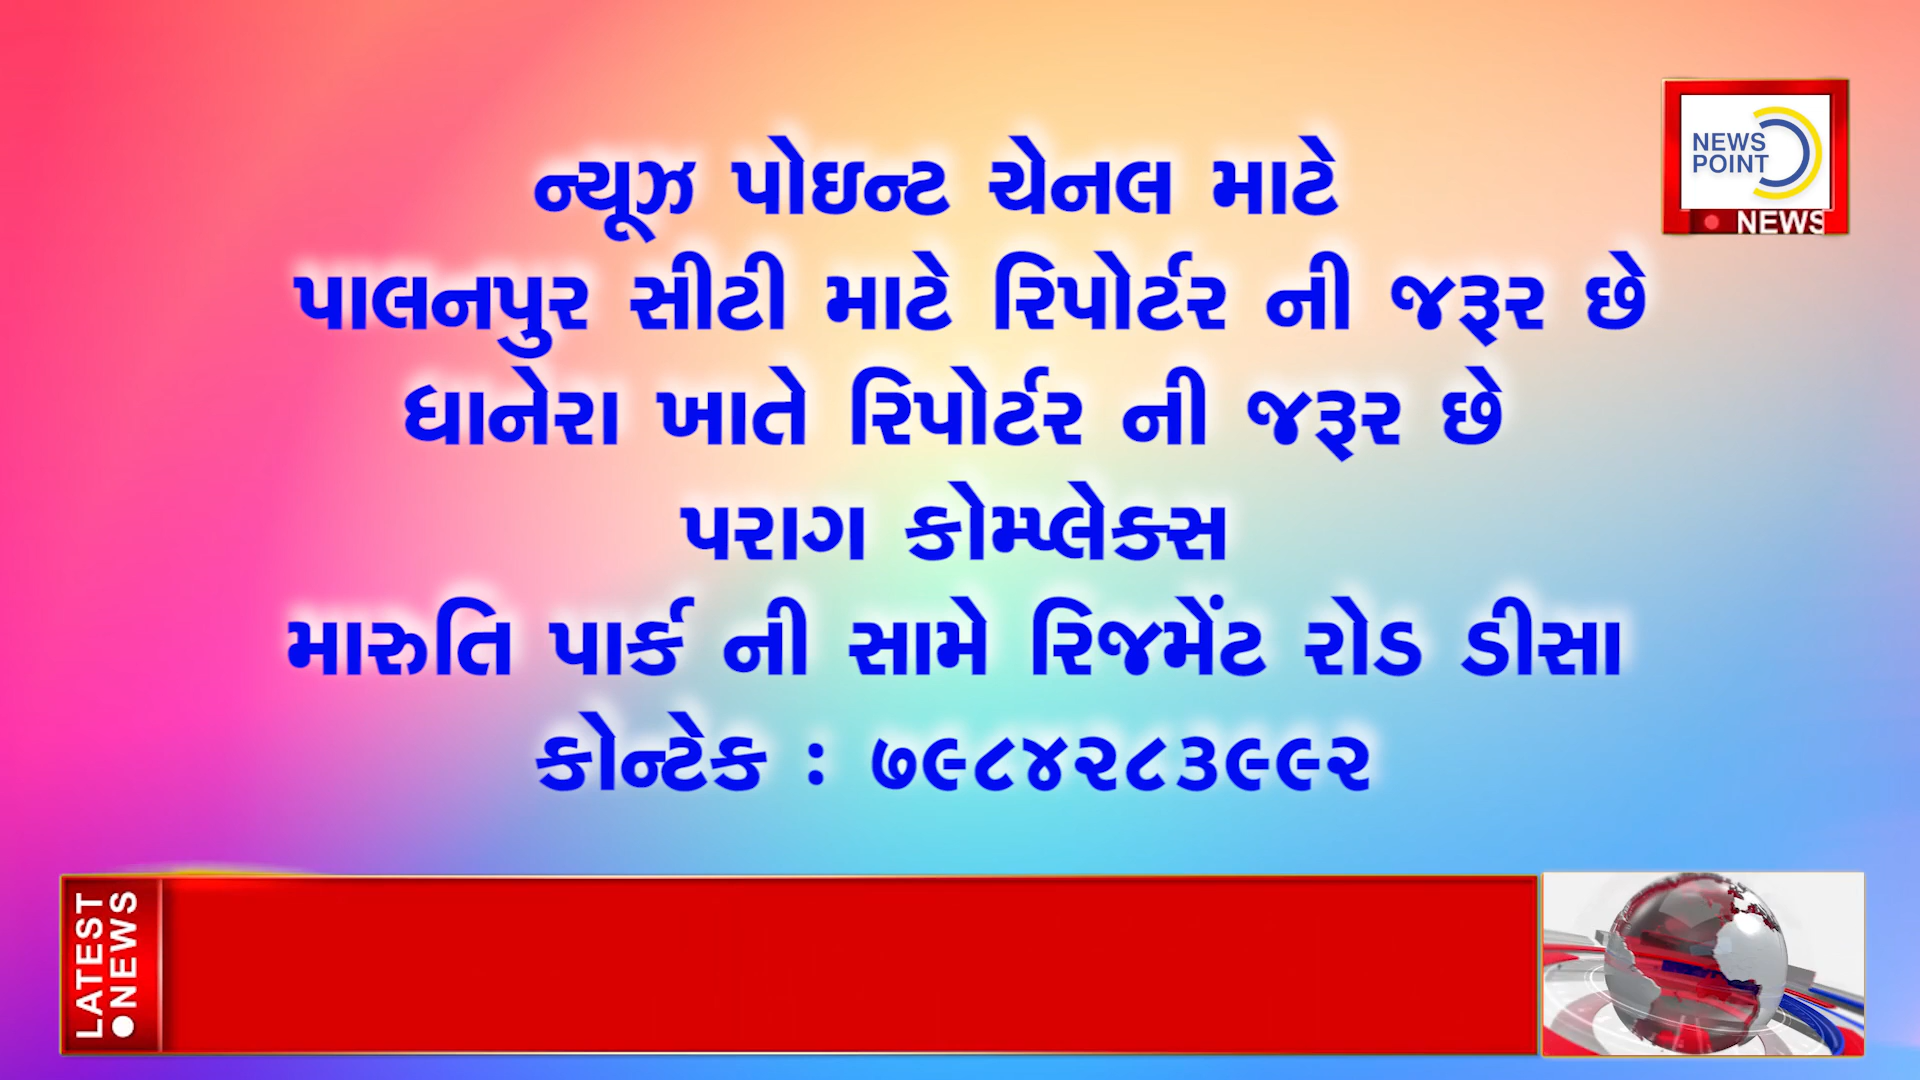 NEWS
POINT
NEWS
ન્યૂઝ પોઇન્ટ ચેનલ માટે
પાલનપુર સીટી માટે રિપોર્ટર ની જરૂર છે
ધાનેરા ખાતે રિપોર્ટર ની જરૂર છે
પરાગ કોમ્પ્લેક્સ
મારુતિ પાર્ક ની સામે રિજમેંટ રોડ ડીસા
કોન્ટેક : ૭૯૮૪૨૮૩૯૯૨
LATEST
NEWS